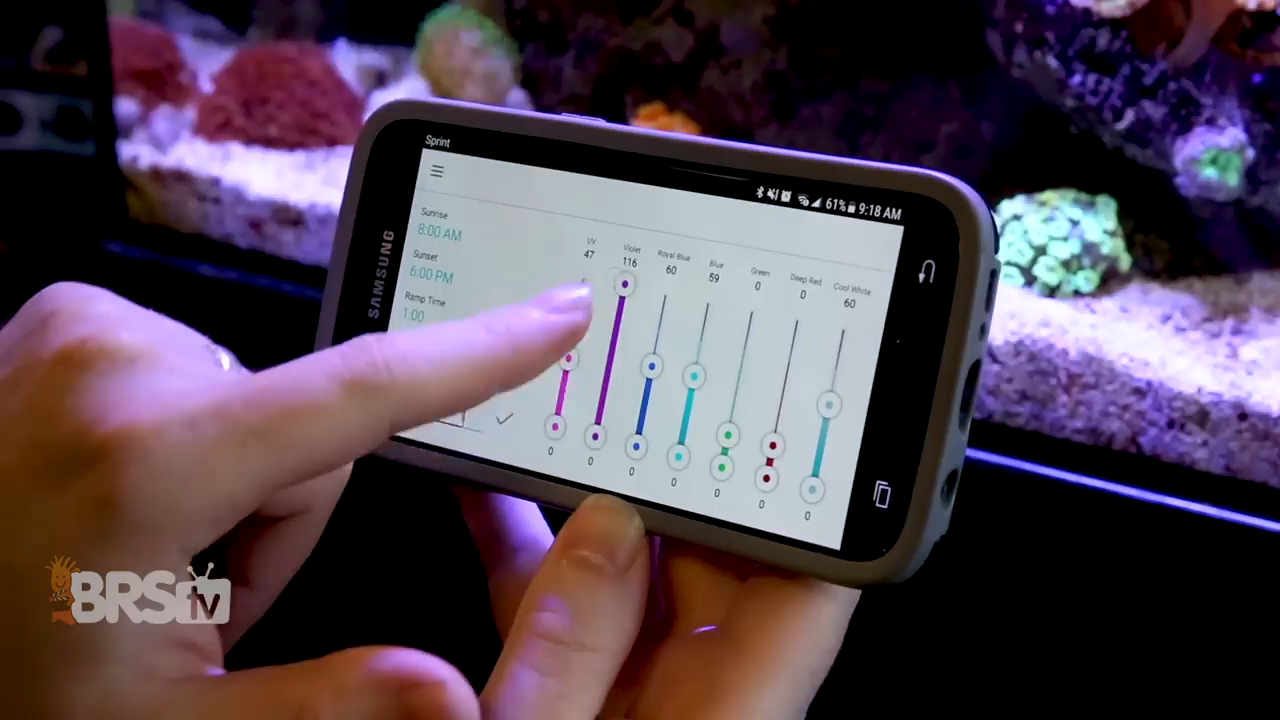 Sprint
61% 9:18 AM
SAMSUNG
Sunrise
8:00 AM
Sunset
6:00 PM
Ramp Time
1:00
UV
47
Violet
116
Royal Blue
60
Blue
59
Green
0
Deep Red
0
Cool White
60
0
0
0
0
0
0
0
BRStv